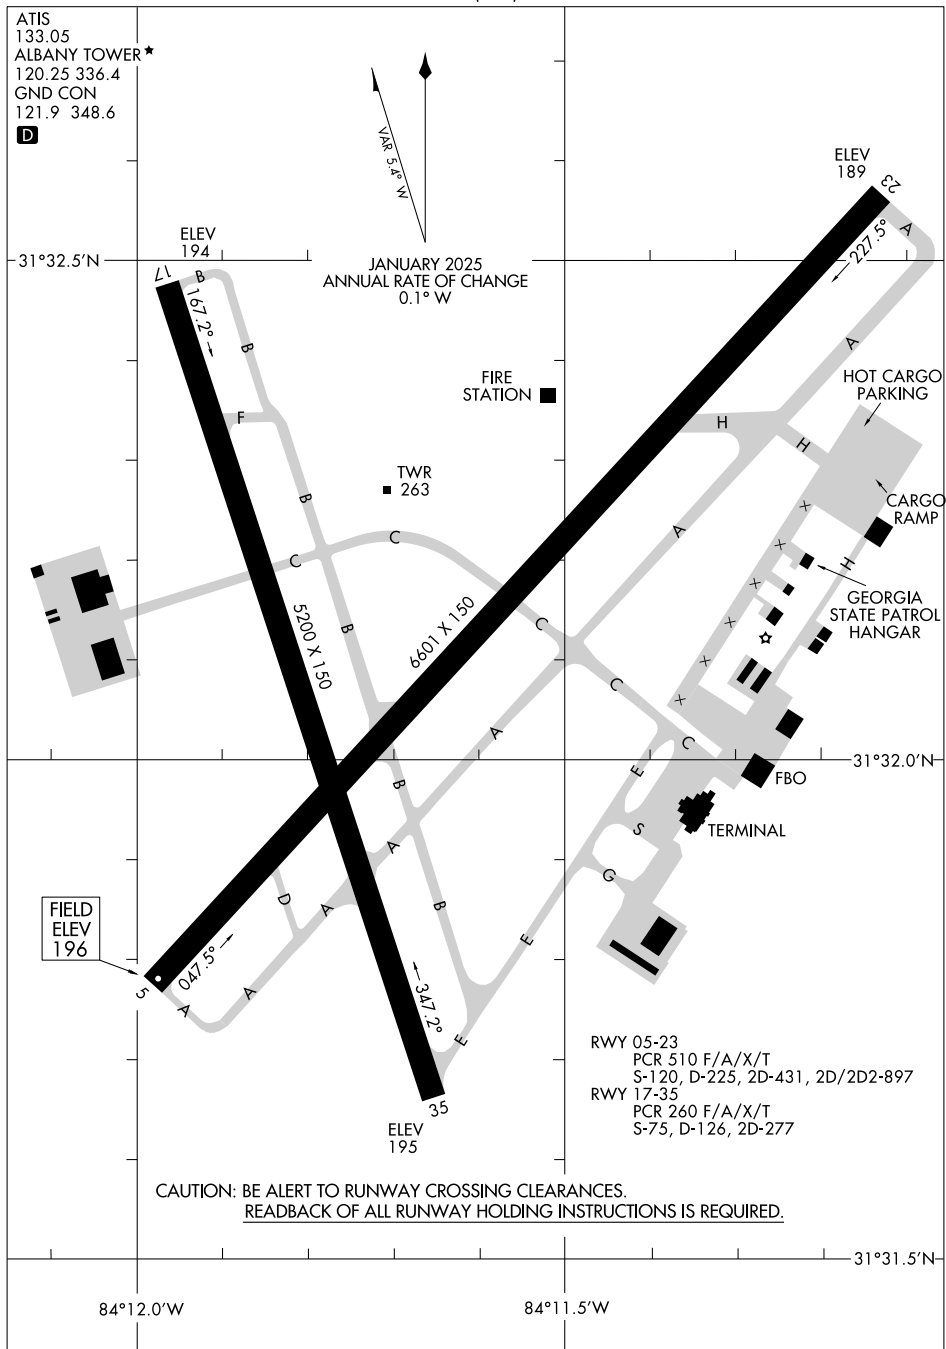 ATIS
133.05
ALBANY TOWER★
120.25 336.4
GND CON
121.9 348.6
D
VAR 5.4° W
JANUARY 2025
ANNUAL RATE OF CHANGE
0.1° W
ELEV
189
23
A
227.5°
31°32.5'N
ELEV
194
17
B
167.2°
B
A
FIRE
STATION
HOT CARGO
PARKING
F
H
H
TWR
263
B
A
CARGO
RAMP
X
X
X
X
X
X
C
C
H
GEORGIA
STATE PATROL
HANGAR
5200 X 150
6601 X 150
B
C
C
A
C
E
31°32.0'N
FBO
B
TERMINAL
S
A
G
D
A
B
E
FIELD
ELEV
196
047.5°
5
A
A
347.2°
E
35
ELEV
195
RWY 05-23
PCR 510 F/A/X/T
S-120, D-225, 2D-431, 2D/2D2-897
RWY 17-35
PCR 260 F/A/X/T
S-75, D-126, 2D-277
CAUTION: BE ALERT TO RUNWAY CROSSING CLEARANCES.
READBACK OF ALL RUNWAY HOLDING INSTRUCTIONS IS REQUIRED.
31°31.5'N
84°12.0'W
84°11.5'W